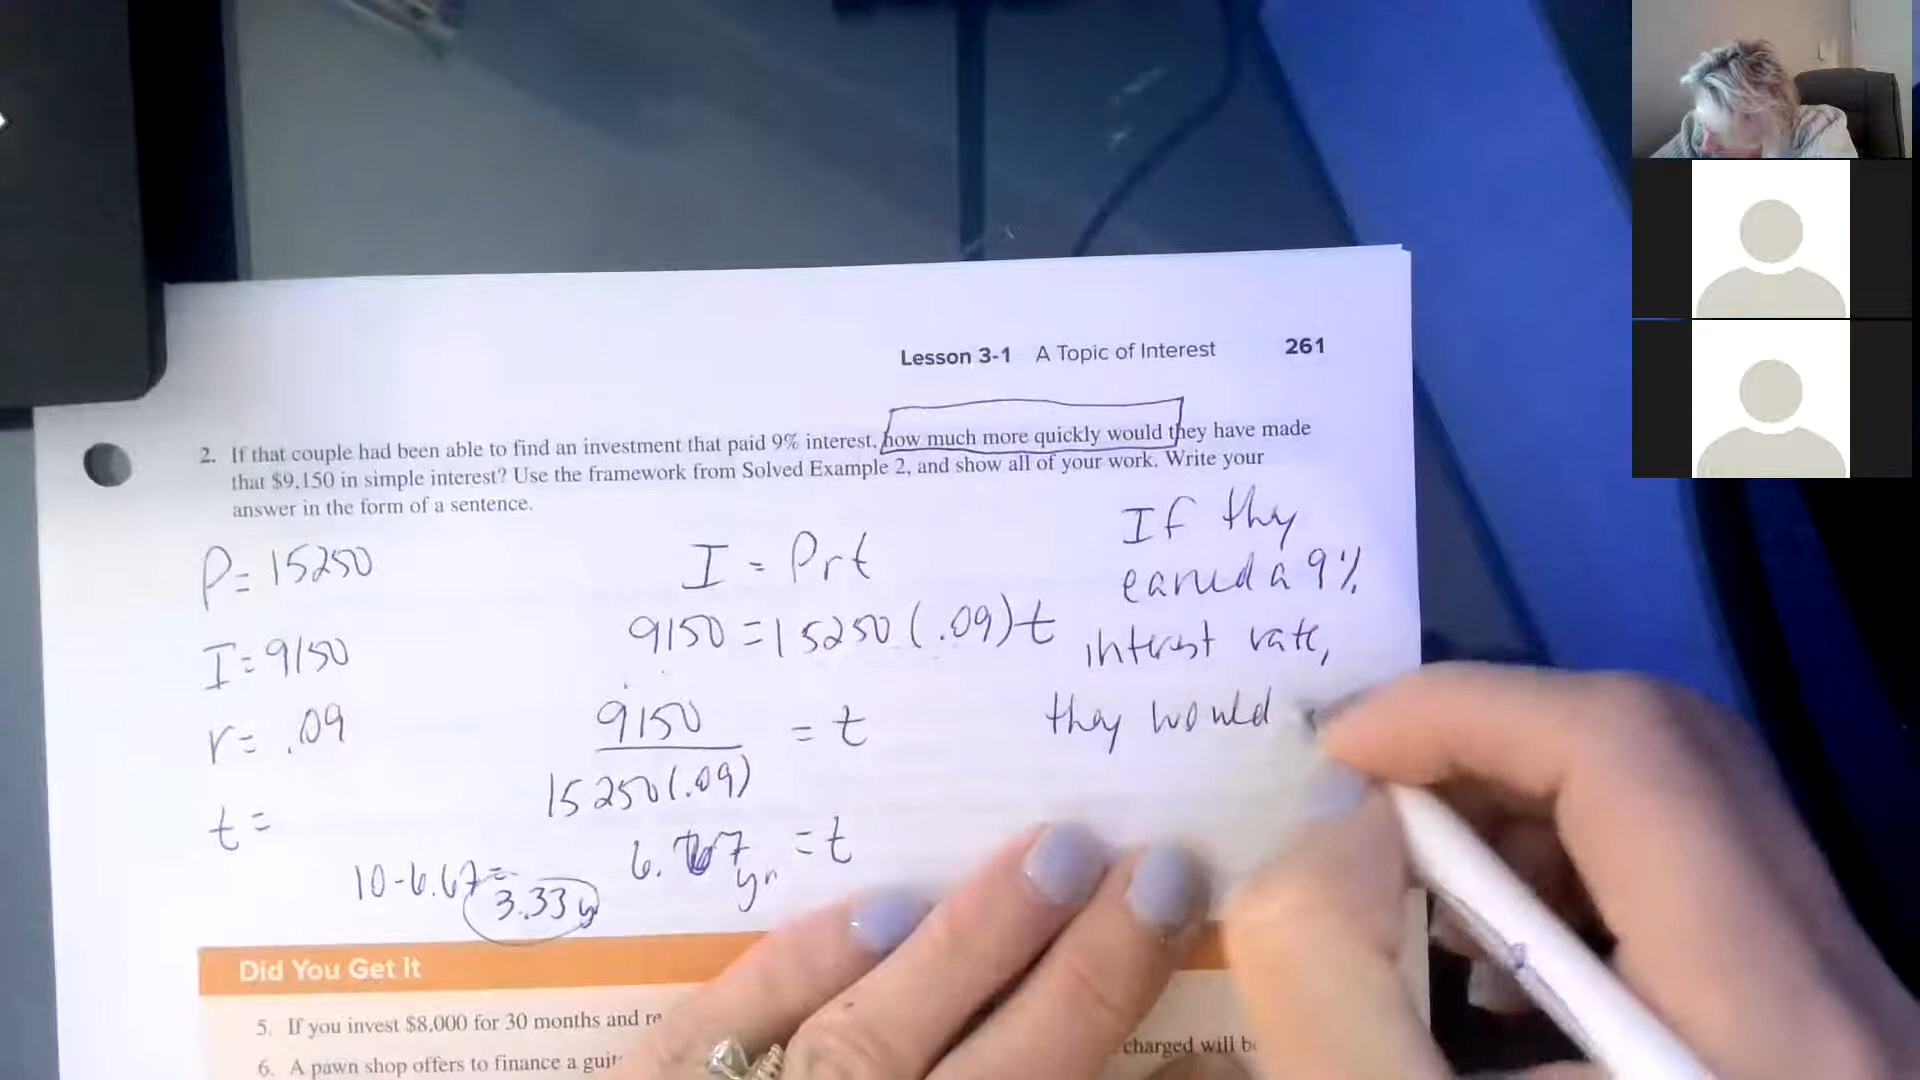 Lesson 3-1 A Topic of Interest 261
2. If that couple had been able to find an investment that paid 9% interest, how much more quickly would they have made
that $9,150 in simple interest? Use the framework from Solved Example 2, and show all of your work. Write your
answer in the form of a sentence.
P = 15250
I = 9150
r = .09
t =
10 - 6.67 =
3.33 yr
I = Prt
9150 = 15250 (.09) t
9150 = t
15250 (.09)
6.67 yr = t
If thy
earned a 9%
interest rate,
they would
Did You Get It
5. If you invest $8,000 for 30 months and re
6. A pawn shop offers to finance a guit
charged will be